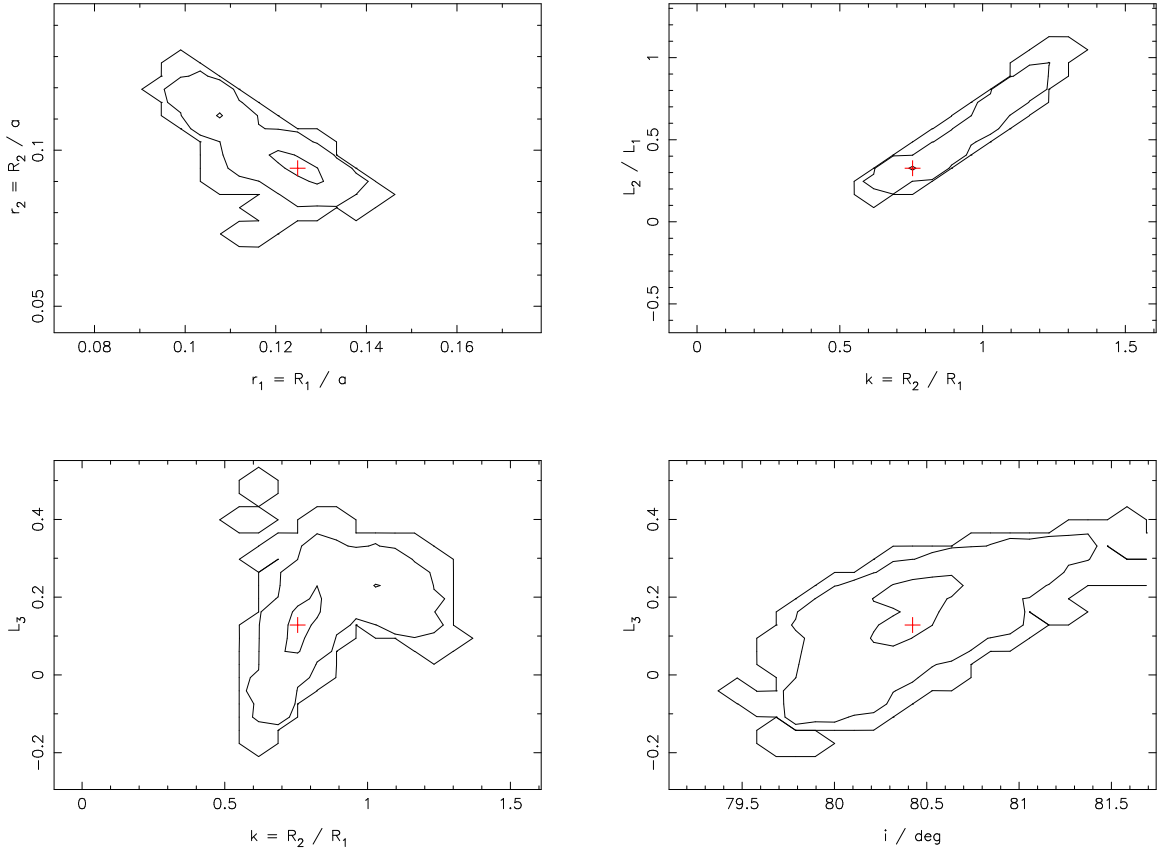 0.1
0.05
r₂ = R₂ / a
0.08 0.1 0.12 0.14 0.16
r₁ = R₁ / a
1
0.5
0
−0.5
L₂ / L₁
0 0.5 1 1.5
k = R₂ / R₁
0.4
0.2
0
−0.2
L₃
0 0.5 1 1.5
k = R₂ / R₁
0.4
0.2
0
−0.2
L₃
79.5 80 80.5 81 81.5
i / deg